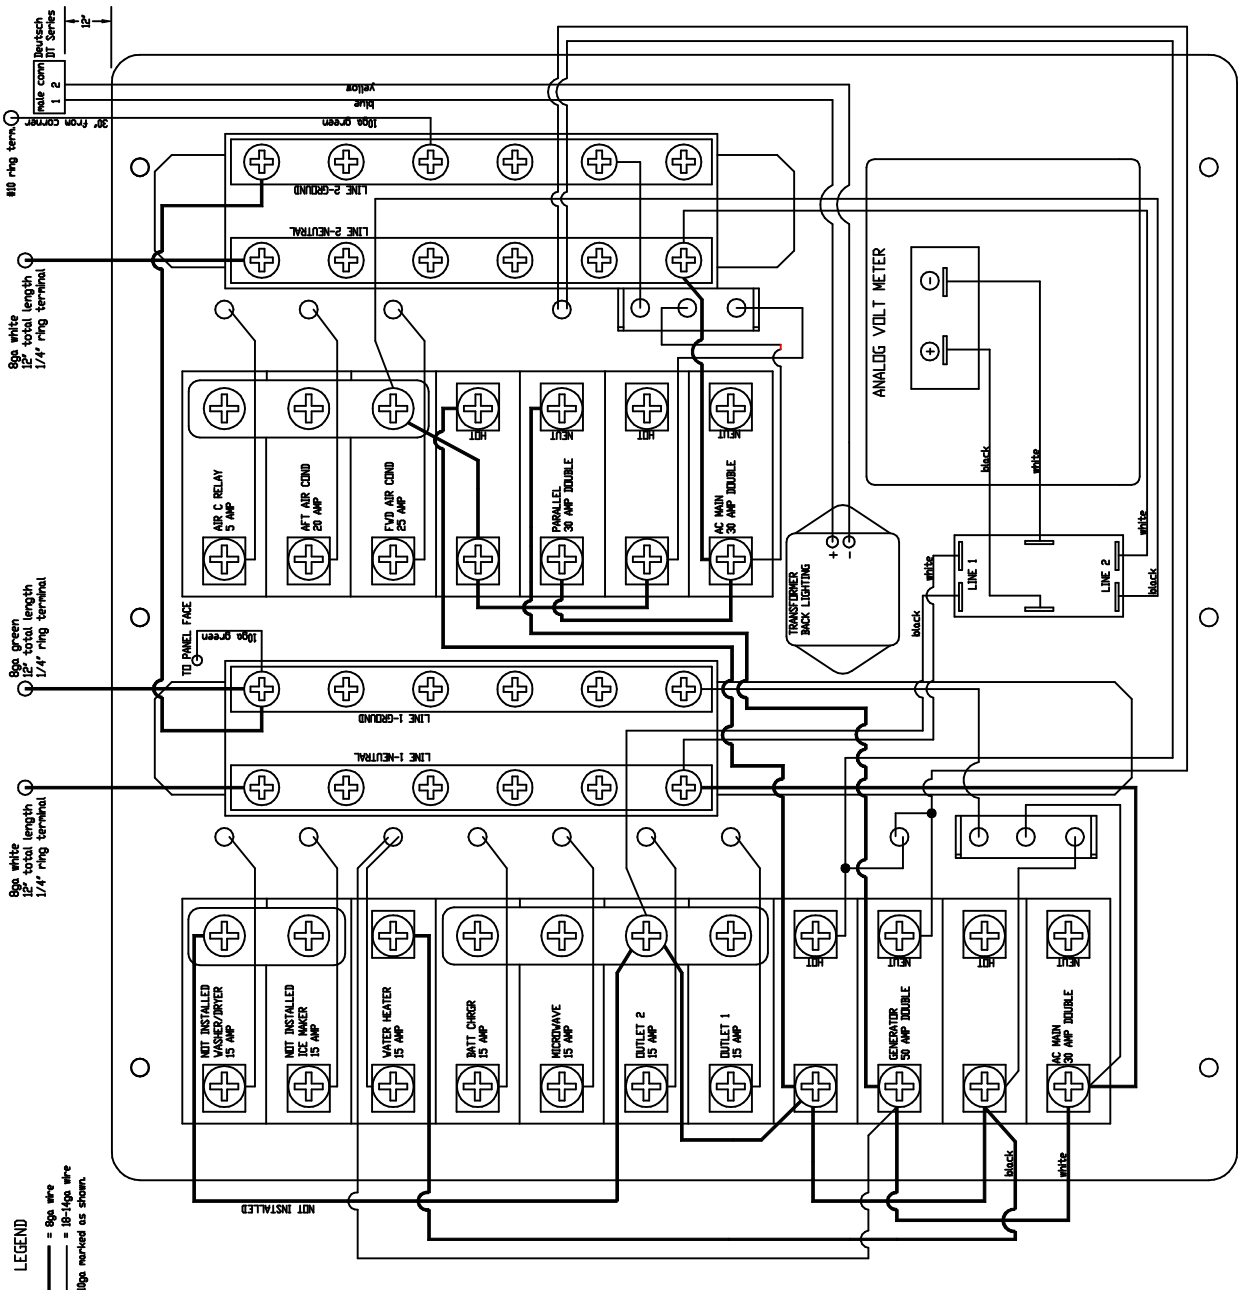 12"
Deutsch
DT Series
male conn
1 2
yellow
blue
10ga green
30" from corner
#10 ring term.
LINE 2-GROUND
LINE 2-NEUTRAL
8ga white
12" total length
1/4" ring terminal
ANALOG VOLT METER
-
+
black
white
AIR C RELAY
5 AMP
AFT AIR COND
20 AMP
FWD AIR COND
25 AMP
HOT
PARALLEL
30 AMP DOUBLE
NEUT
HOT
AC MAIN
30 AMP DOUBLE
NEUT
+ -
TRANSFORMER
BACK LIGHTING
LINE 1
LINE 2
white
black
white
black
8ga green
12" total length
1/4" ring terminal
TO PANEL FACE
10ga green
LINE 1-GROUND
LINE 1-NEUTRAL
8ga white
12" total length
1/4" ring terminal
NOT INSTALLED
WASHER/DRYER
15 AMP
NOT INSTALLED
ICE MAKER
15 AMP
WATER HEATER
15 AMP
BATT CHRGR
15 AMP
MICROWAVE
15 AMP
OUTLET 2
15 AMP
OUTLET 1
15 AMP
HOT
GENERATOR
50 AMP DOUBLE
NEUT
HOT
AC MAIN
30 AMP DOUBLE
NEUT
black
white
NOT INSTALLED
LEGEND
= 8ga wire
= 18-14ga wire
10ga marked as shown.